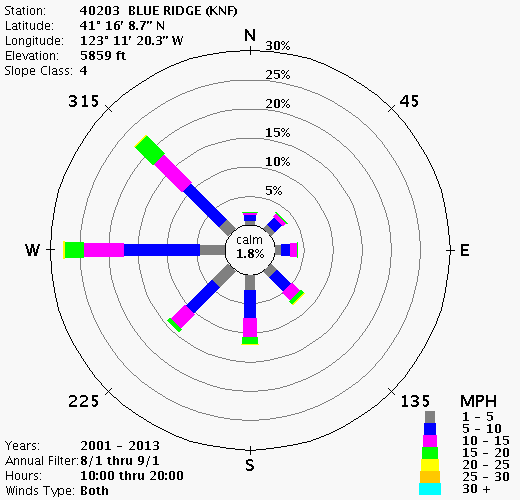 Station: 40203 BLUE RIDGE (KNF)
Latitude: 41° 16′ 8.7″ N
Longitude: 123° 11′ 20.3″ W
Elevation: 5859 ft
Slope Class: 4
N
30%
25%
20%
15%
10%
5%
315
45
W
calm
1.8%
E
225
135
S
MPH
1 - 5
5 - 10
10 - 15
15 - 20
20 - 25
25 - 30
30 +
Years: 2001 - 2013
Annual Filter: 8/1 thru 9/1
Hours: 10:00 thru 20:00
Winds Type: Both